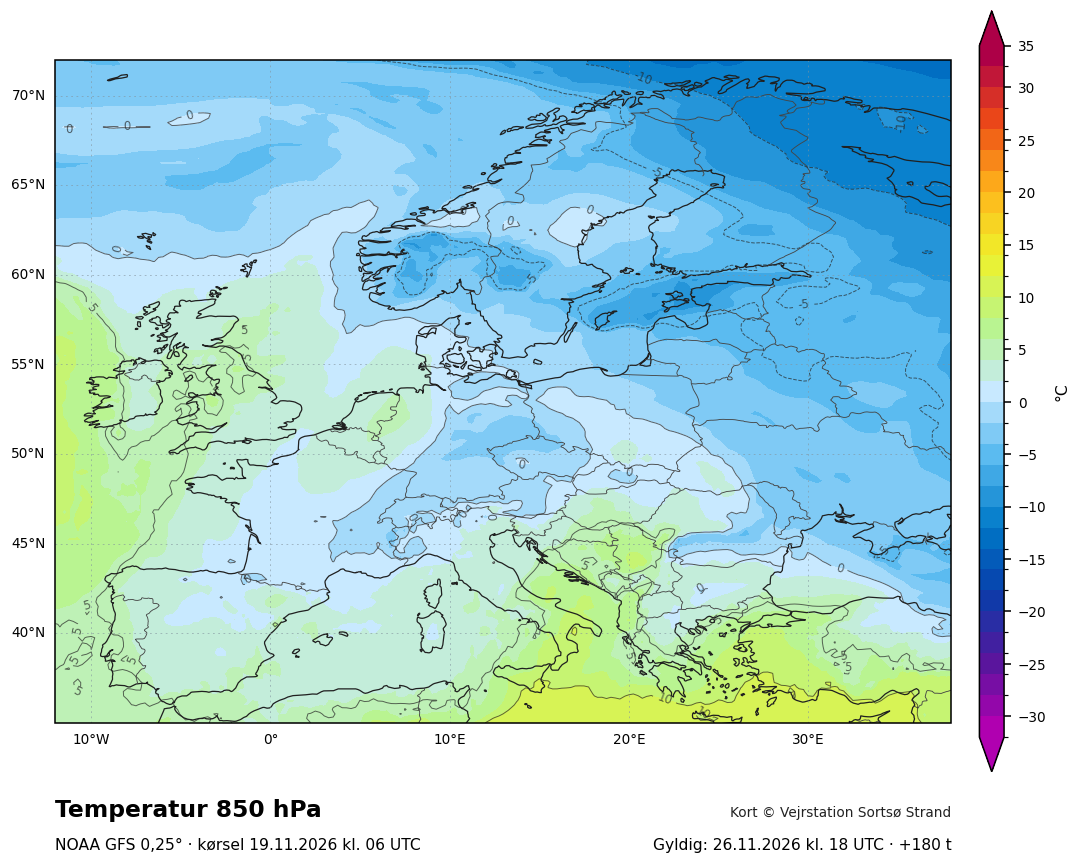 70°N
65°N
60°N
55°N
50°N
45°N
40°N
10°W 0° 10°E 20°E 30°E
35
30
25
20
15
10
5
0
−5
−10
−15
−20
−25
−30
°C
Temperatur 850 hPa
Kort © Vejrstation Sortsø Strand
NOAA GFS 0,25° · kørsel 19.11.2026 kl. 06 UTC
Gyldig: 26.11.2026 kl. 18 UTC · +180 t